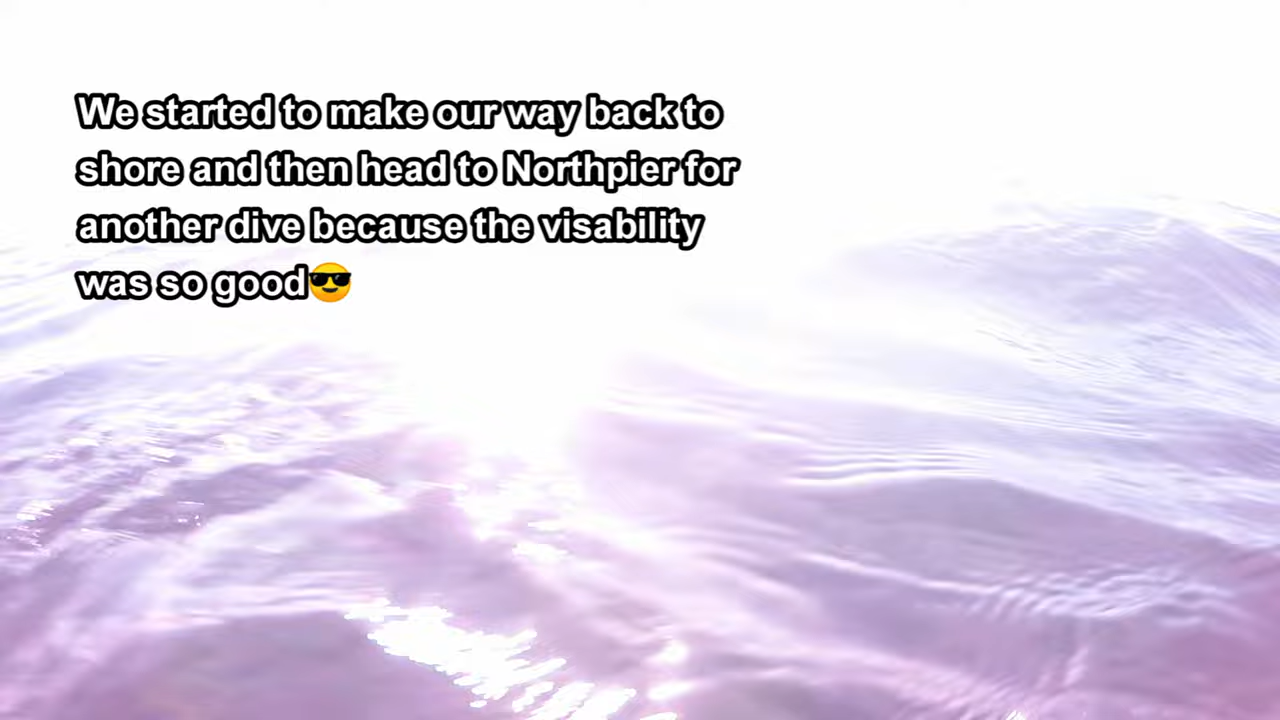 We started to make our way back to
shore and then head to Northpier for
another dive because the visability
was so good😎